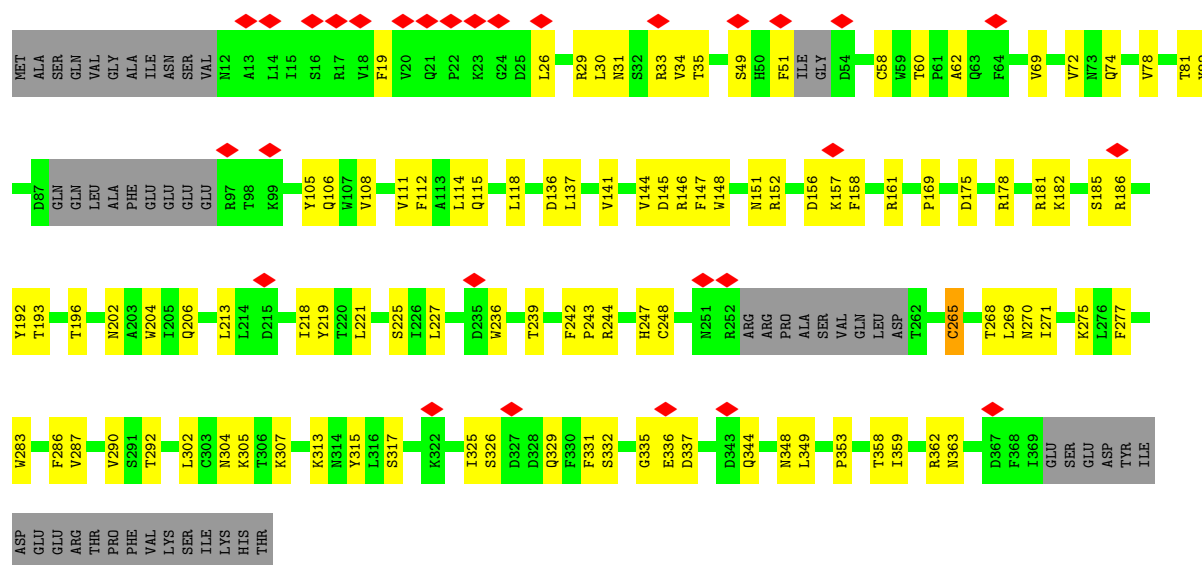 MET ALA SER GLN VAL GLY ALA ILE ASN SER VAL N12 A13 L14 I15 S16 R17 V18 F19 V20 Q21 P22 K23 G24 D25 L26 R29 L30 N31 S32 R33 V34 T35 S49 H50 F51 ILE GLY D54 C58 W59 T60 P61 A62 Q63 F64 V69 V72 N73 Q74 V78 T81
D87 GLN GLN LEU ALA PHE GLU GLU GLU GLU R97 T98 K99 Y105 Q106 W107 V108 V111 F112 A113 L114 Q115 L118 D136 L137 V141 V144 D145 R146 F147 W148 N151 R152 D156 K157 F158 R161 P169 D175 R178 R181 K182 S185 R186
Y192 T193 T196 N202 A203 W204 I205 Q206 L213 L214 D215 I218 Y219 T220 L221 S225 I226 L227 D235 W236 T239 F242 P243 R244 H247 C248 N251 R252 ARG ARG PRO ALA SER VAL GLN LEU ASP T262 C265 T268 L269 N270 I271 K275 L276 F277
W283 F286 V287 V290 S291 T292 L302 C303 N304 K305 T306 K307 K313 N314 Y315 L316 S317 K322 I325 S326 D327 D328 Q329 F330 F331 S332 G335 E336 D337 D343 Q344 N348 L349 P353 T358 I359 R362 N363 D367 F368 I369 GLU SER GLU ASP TYR ILE
ASP GLU GLU ARG THR PRO PHE VAL LYS SER ILE LYS HIS THR